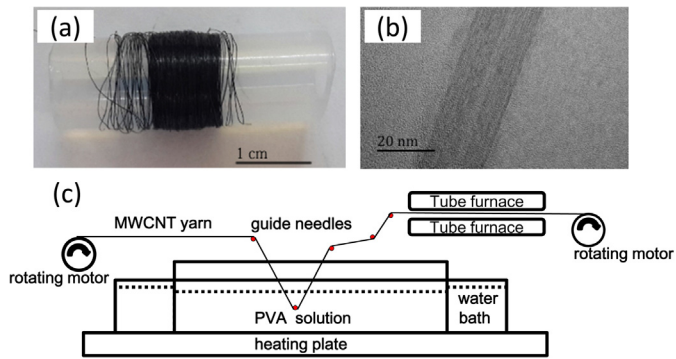 (a)
1 cm
(b)
20 nm
(c)
MWCNT yarn
guide needles
Tube furnace
Tube furnace
rotating motor
rotating motor
PVA solution
water
bath
heating plate